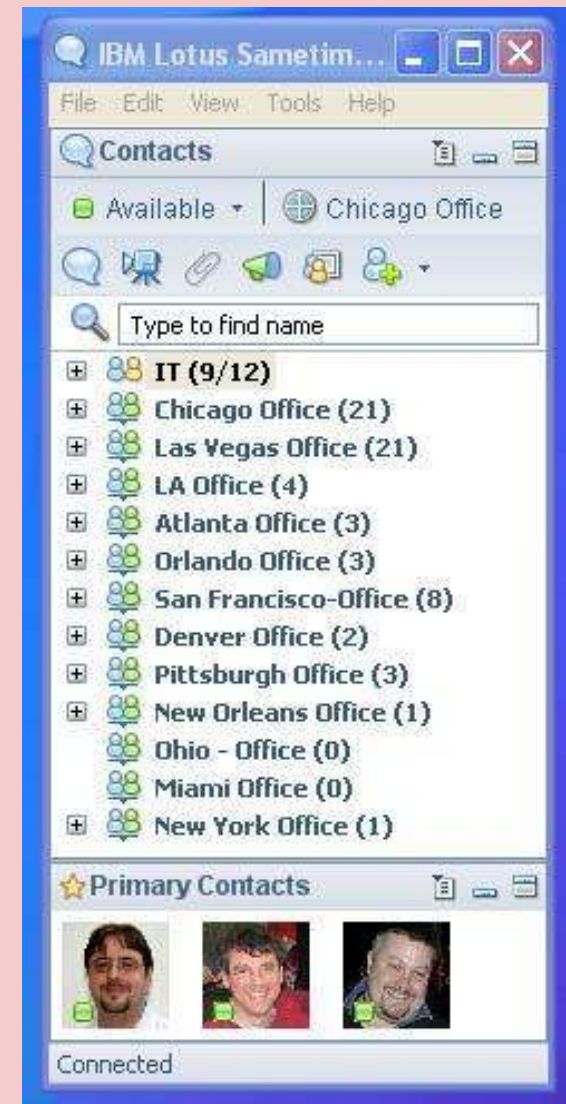 IBM Lotus Sametim...
File Edit View Tools Help
Contacts
Available Chicago Office
Type to find name
IT (9/12)
Chicago Office (21)
Las Vegas Office (21)
LA Office (4)
Atlanta Office (3)
Orlando Office (3)
San Francisco-Office (8)
Denver Office (2)
Pittsburgh Office (3)
New Orleans Office (1)
Ohio - Office (0)
Miami Office (0)
New York Office (1)
Primary Contacts
Connected